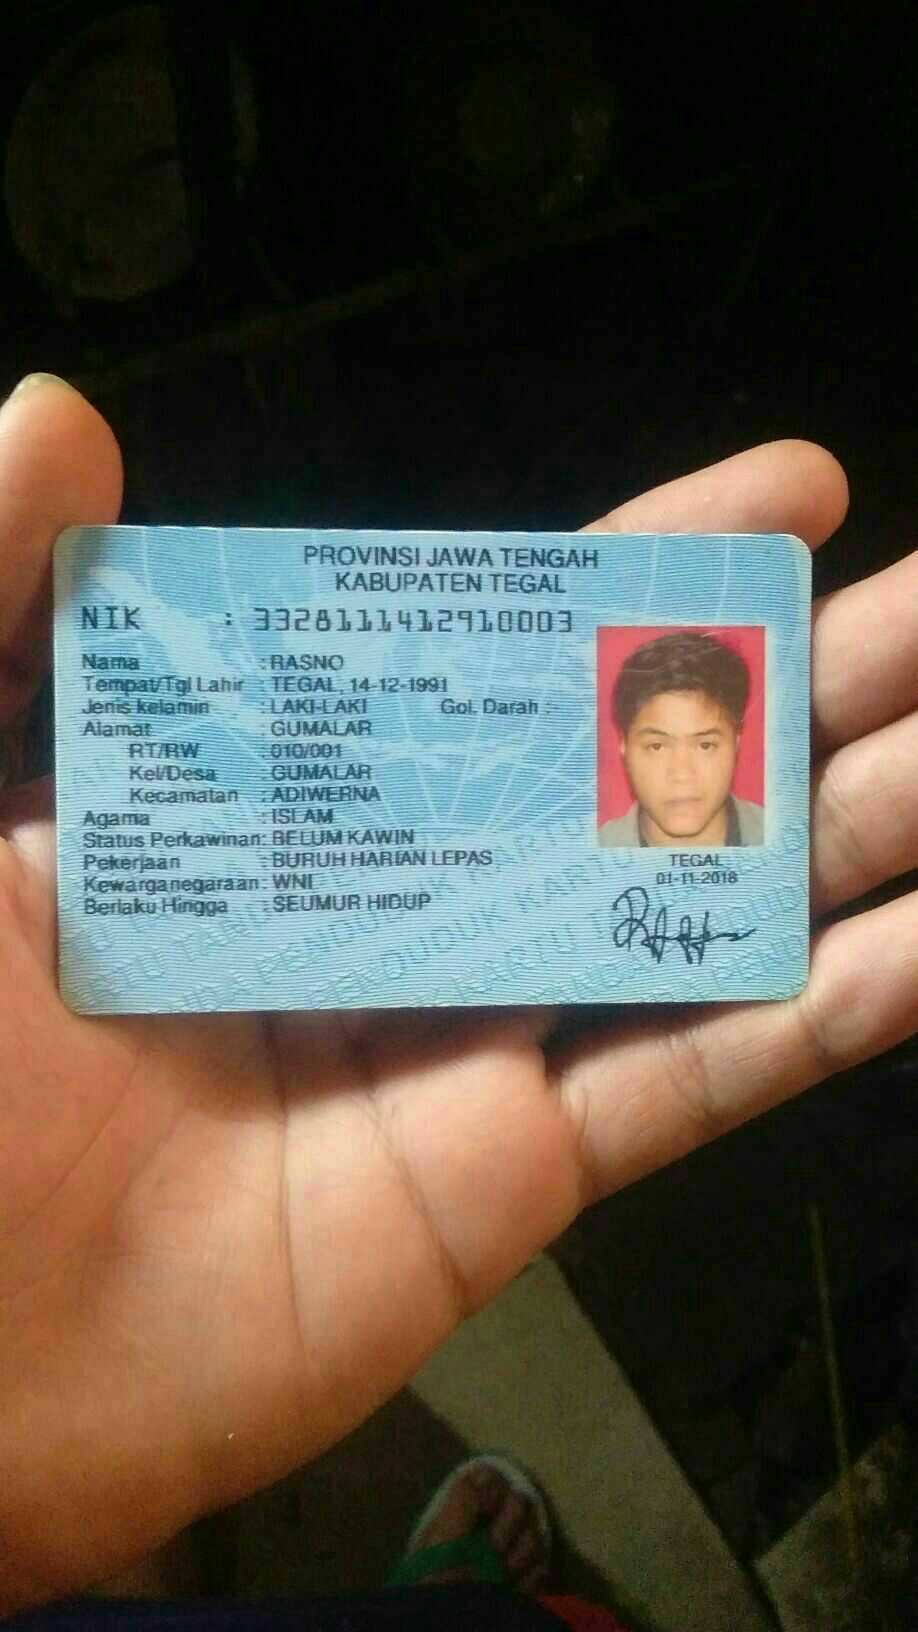 PROVINSI JAWA TENGAH
KABUPATEN TEGAL
NIK : 3328111412910003
Nama : RASNO
Tempat/Tgl Lahir : TEGAL, 14-12-1991
Jenis kelamin : LAKI-LAKI Gol. Darah : -
Alamat : GUMALAR
RT/RW : 010/001
Kel/Desa : GUMALAR
Kecamatan : ADIWERNA
Agama : ISLAM
Status Perkawinan: BELUM KAWIN
Pekerjaan : BURUH HARIAN LEPAS
Kewarganegaraan: WNI
Berlaku Hingga : SEUMUR HIDUP
TEGAL
01-11-2018